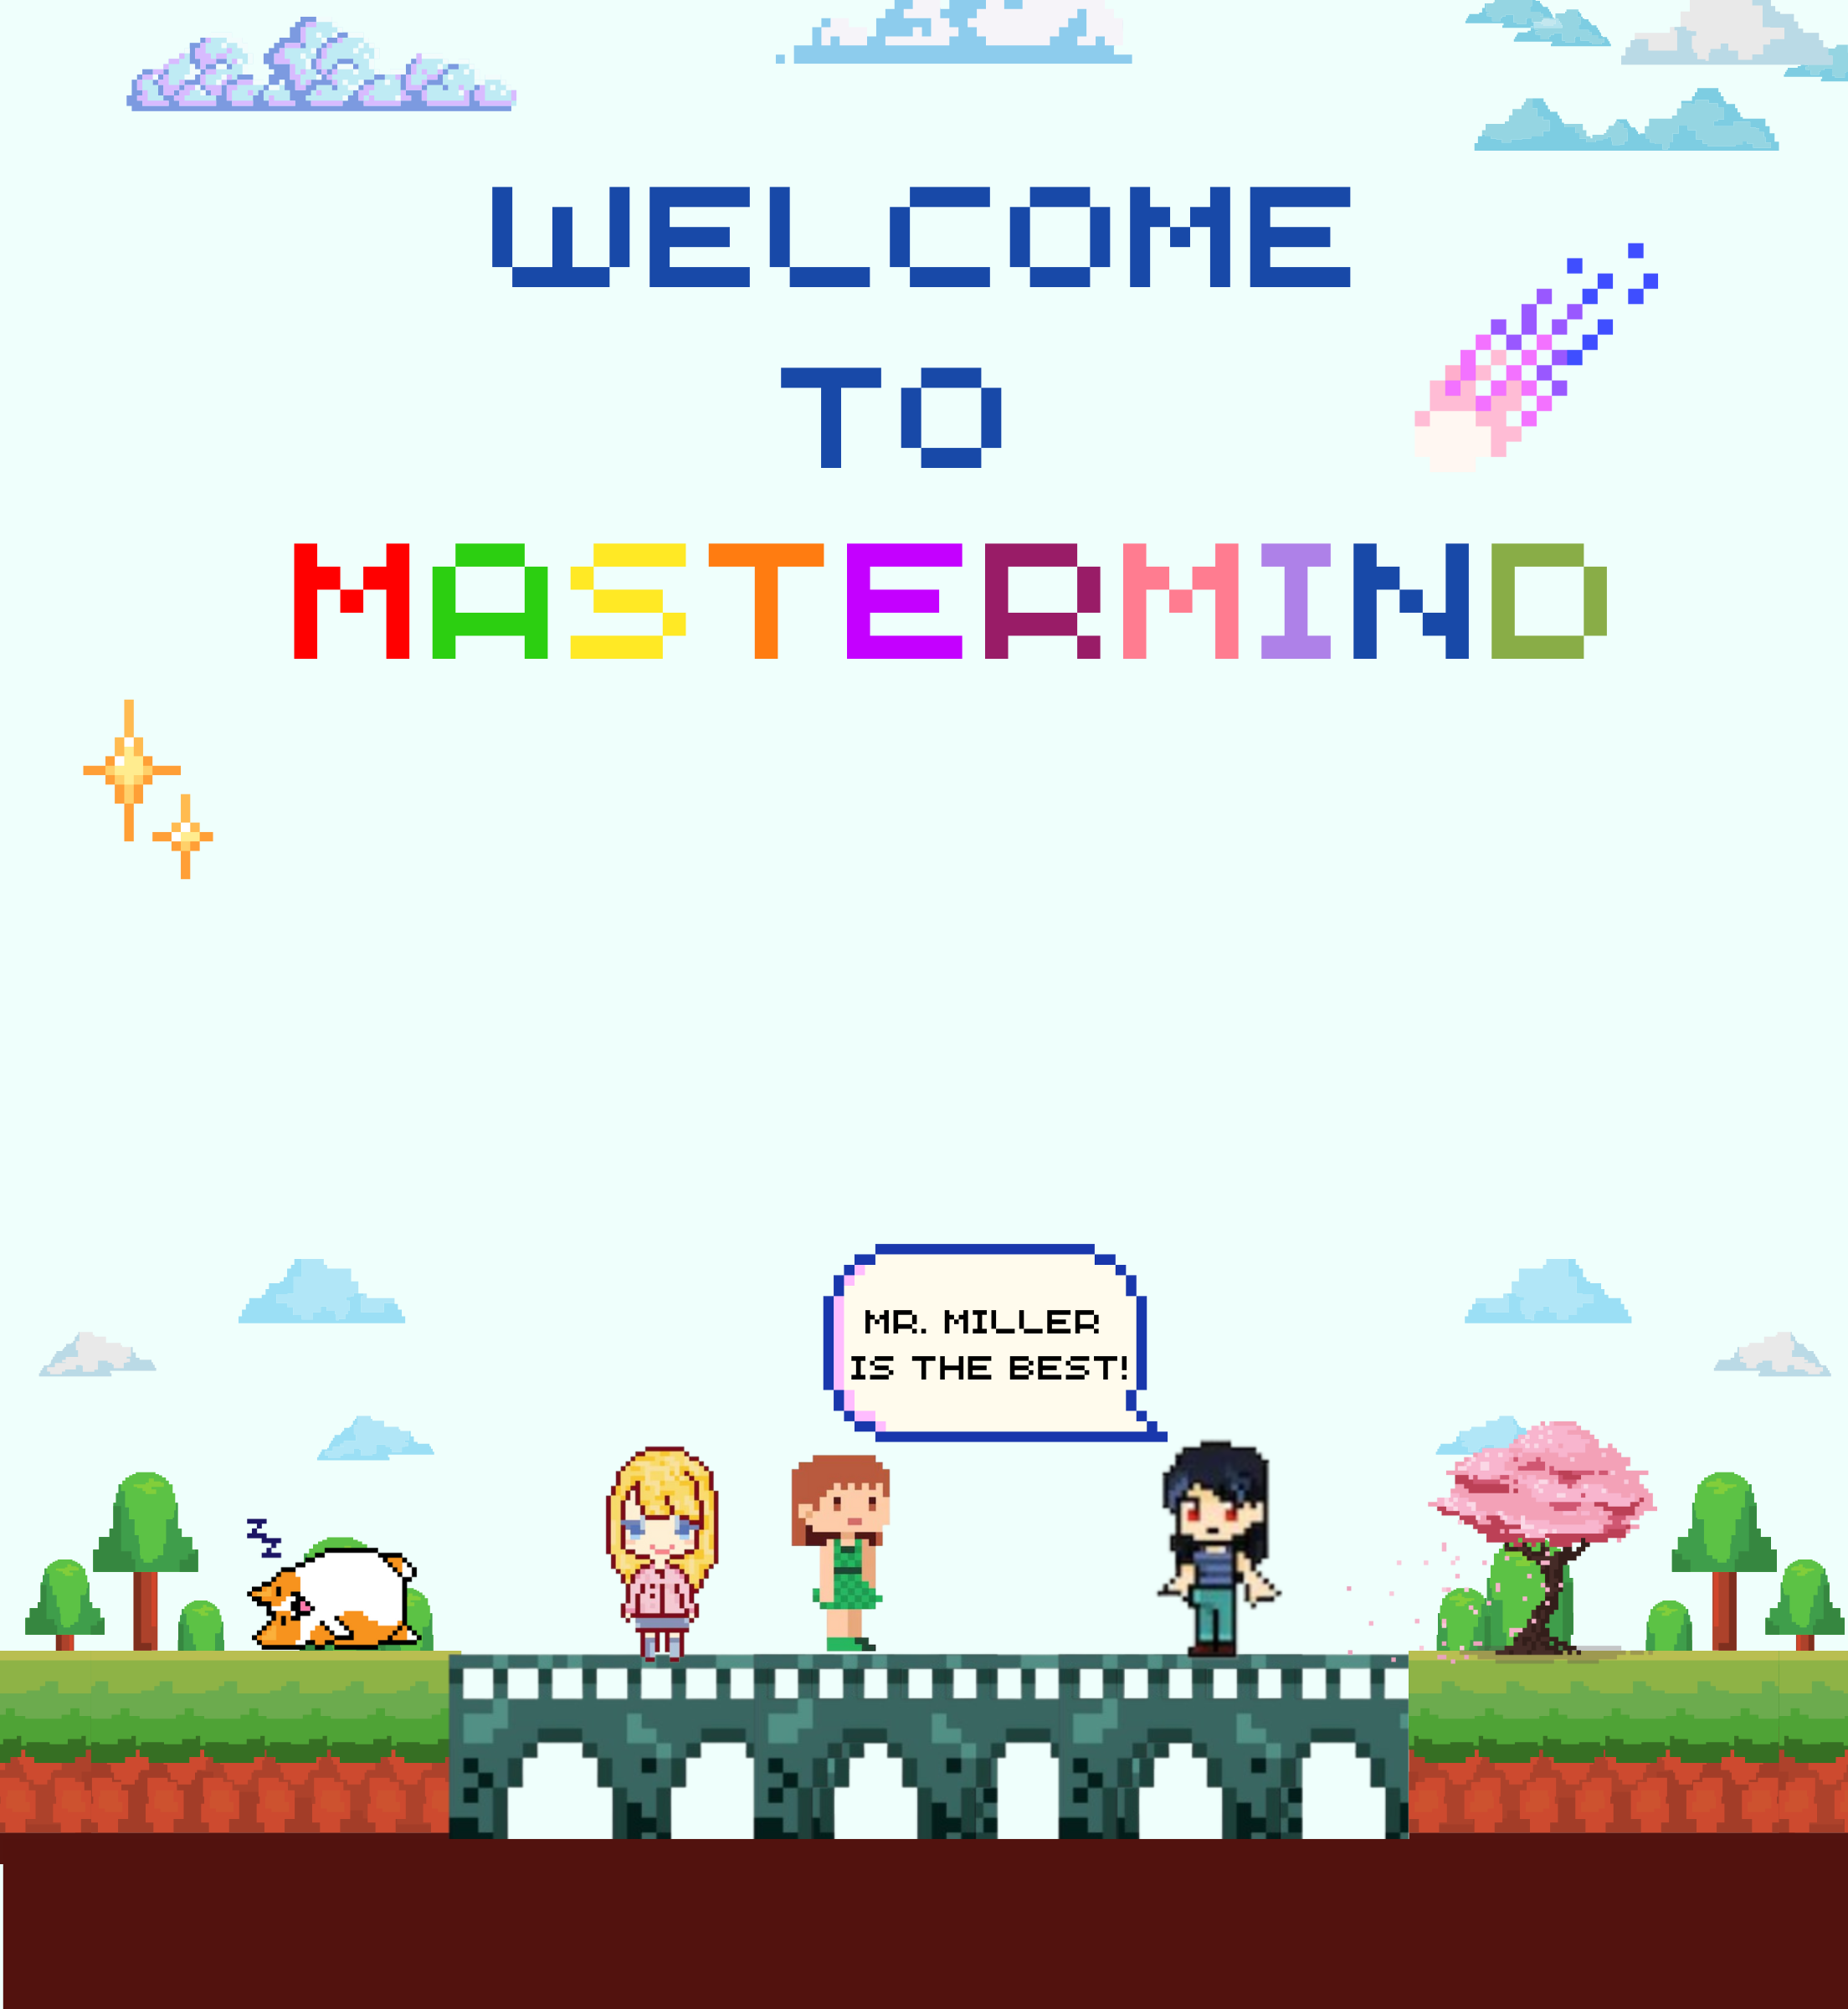 WELCOME
TO
MASTERMIND
MR. MILLER
IS THE BEST!
Z
Z
Z